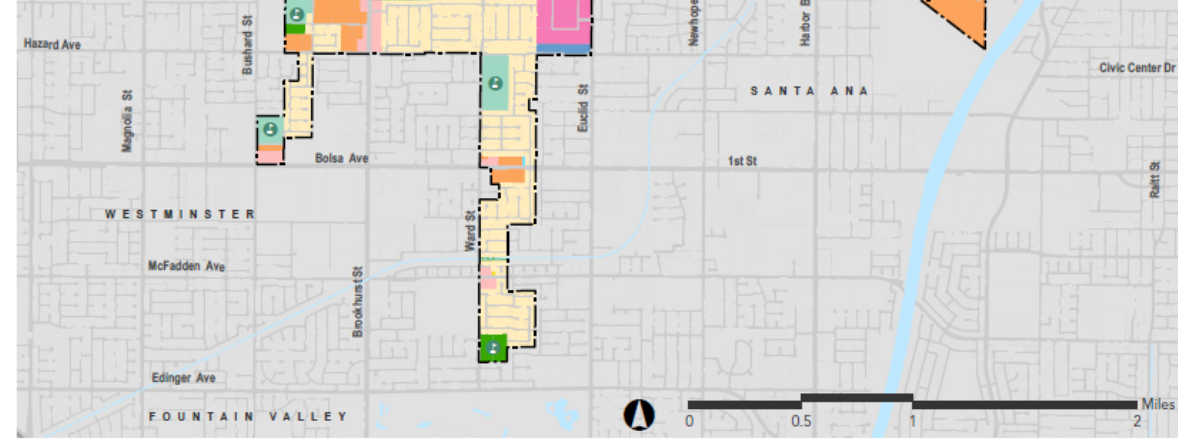 Hazard Ave
Bushard St
Newhope
Harbor B
Civic Center Dr
SANTA ANA
Magnolia St
Euclid St
Bolsa Ave
1st St
Raitt St
WESTMINSTER
Ward St
McFadden Ave
Brookhurst St
Edinger Ave
FOUNTAIN VALLEY
Miles
0 0.5 1 2